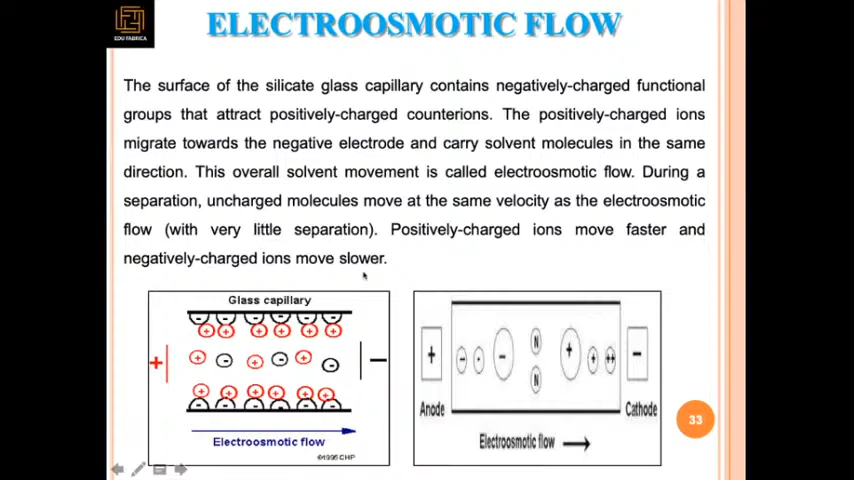 EDU FABRICA
ELECTROOSMOTIC FLOW
The surface of the silicate glass capillary contains negatively-charged functional
groups that attract positively-charged counterions. The positively-charged ions
migrate towards the negative electrode and carry solvent molecules in the same
direction. This overall solvent movement is called electroosmotic flow. During a
separation, uncharged molecules move at the same velocity as the electroosmotic
flow (with very little separation). Positively-charged ions move faster and
negatively-charged ions move slower.
Glass capillary
+ −
Electroosmotic flow
©1995 CHP
+ − N + + ++ −
N
Anode Cathode
Electroosmotic flow
33